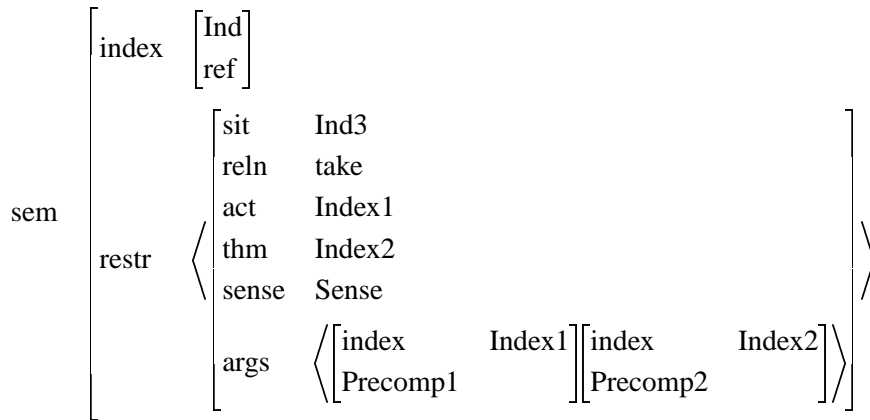 Ind
index
ref
sit Ind3
reln take
act Index1
sem
thm Index2
restr
sense Sense
index Index1 index Index2
args
Precomp1 Precomp2